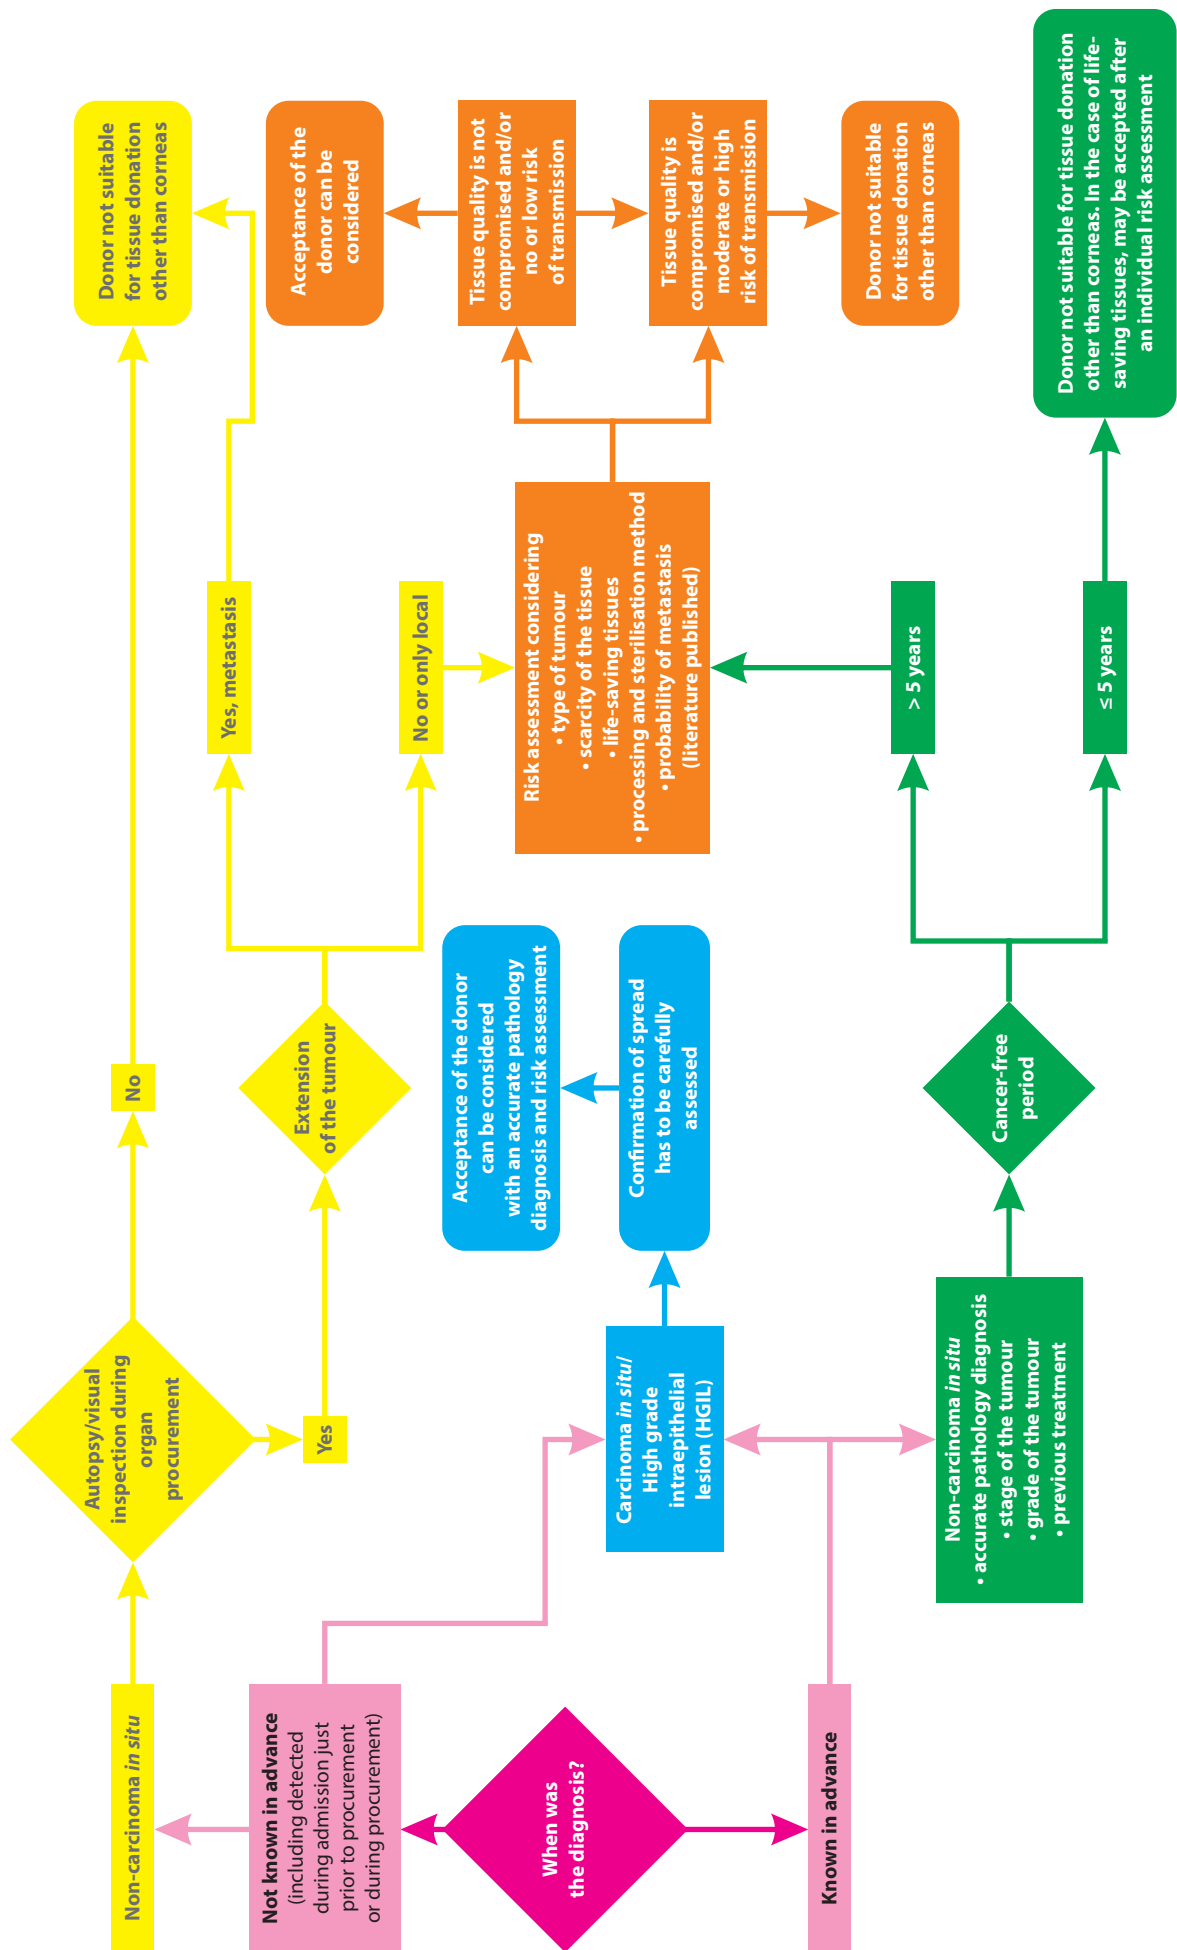 When was
the diagnosis?
Not known in advance
(including detected
during admission just
prior to procurement
or during procurement)
Known in advance
Non-carcinoma in situ
Autopsy/visual
inspection during
organ
procurement
No
Yes
Donor not suitable
for tissue donation
other than corneas
Extension
of the tumour
Yes, metastasis
No or only local
Carcinoma in situ/
High grade
intraepithelial
lesion (HGIL)
Confirmation of spread
has to be carefully
assessed
Acceptance of the donor
can be considered
with an accurate pathology
diagnosis and risk assessment
Non-carcinoma in situ
• accurate pathology diagnosis
• stage of the tumour
• grade of the tumour
• previous treatment
Cancer-free
period
> 5 years
≤ 5 years
Risk assessment considering
• type of tumour
• scarcity of the tissue
• life-saving tissues
• processing and sterilisation method
• probability of metastasis
(literature published)
Tissue quality is not
compromised and/or
no or low risk
of transmission
Acceptance of the
donor can be
considered
Tissue quality is
compromised and/or
moderate or high
risk of transmission
Donor not suitable
for tissue donation
other than corneas
Donor not suitable for tissue donation
other than corneas. In the case of life-
saving tissues, may be accepted after
an individual risk assessment